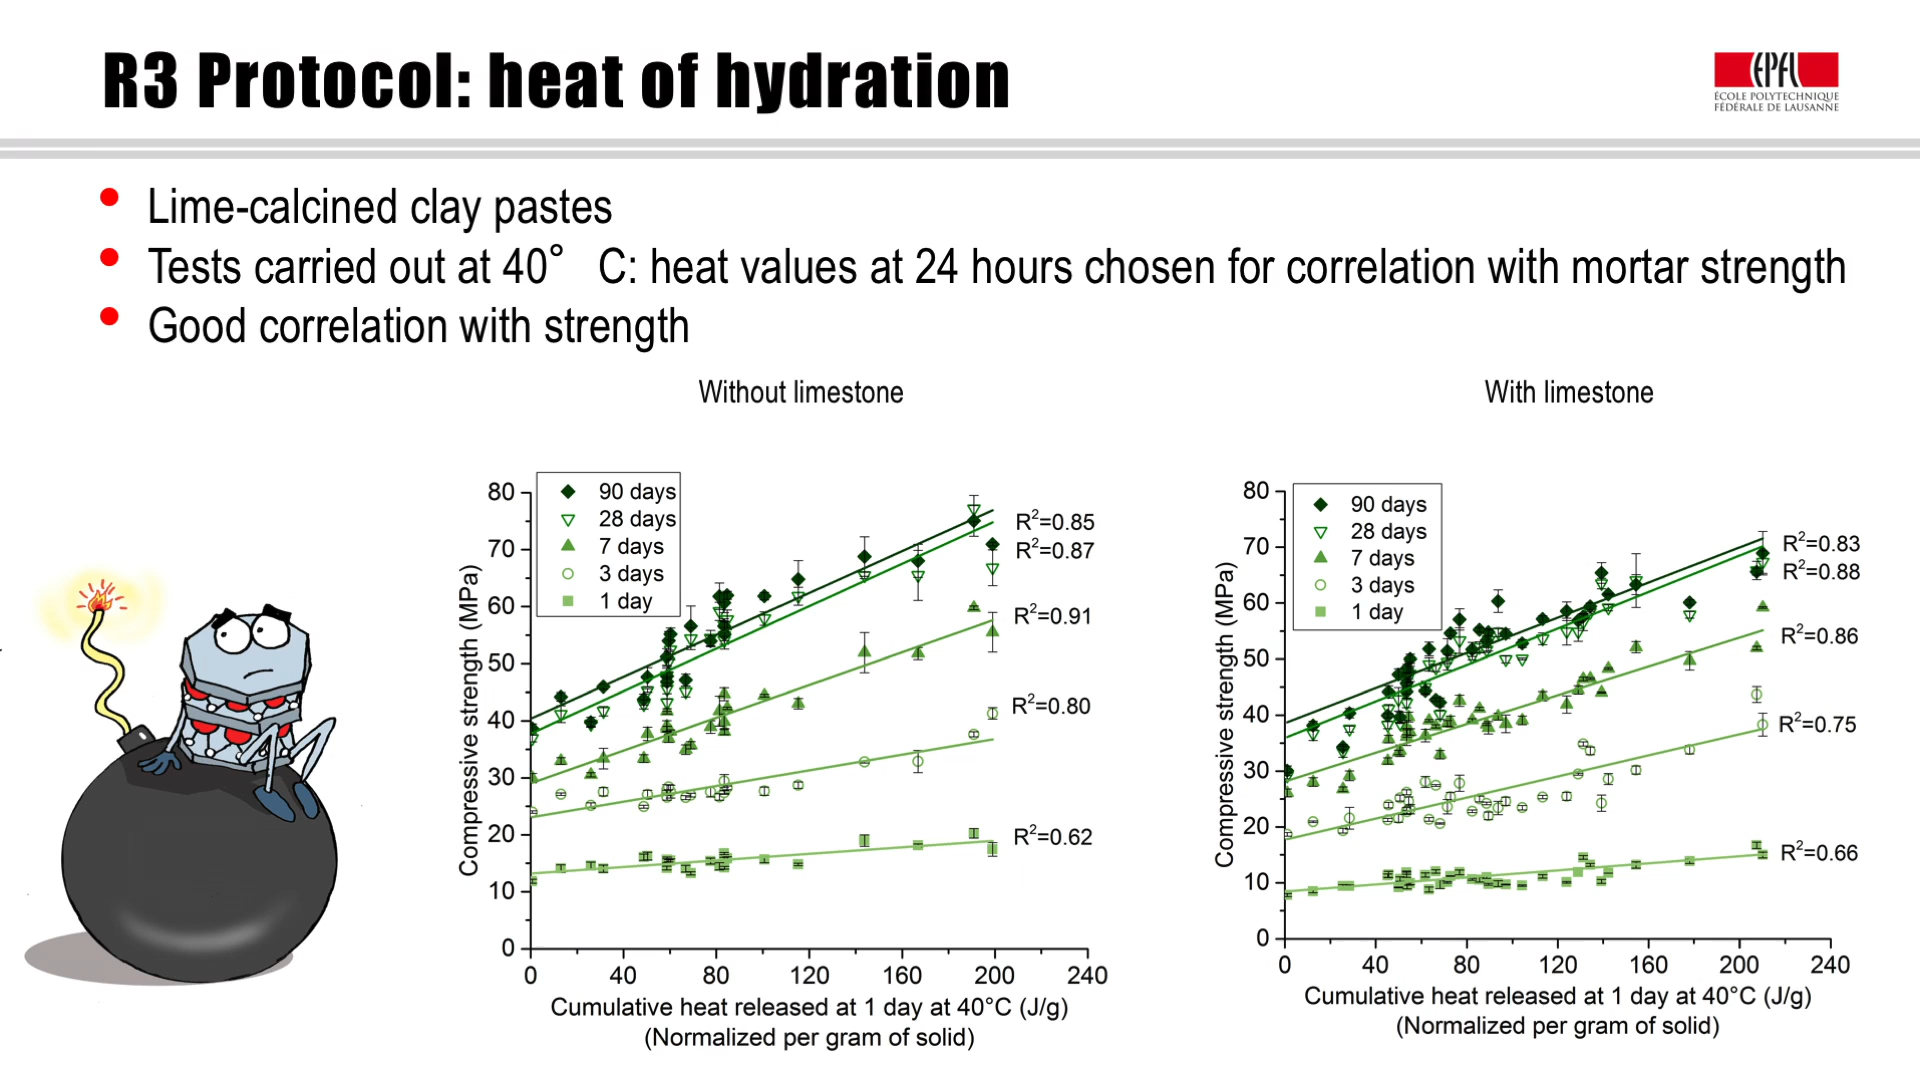 R3 Protocol: heat of hydration
EPFL
ÉCOLE POLYTECHNIQUE
FÉDÉRALE DE LAUSANNE
• Lime-calcined clay pastes
• Tests carried out at 40° C: heat values at 24 hours chosen for correlation with mortar strength
• Good correlation with strength
Without limestone
90 days
28 days
7 days
3 days
1 day
80
70
60
50
40
30
20
10
0
Compressive strength (MPa)
R²=0.85
R²=0.87
R²=0.91
R²=0.80
R²=0.62
0 40 80 120 160 200 240
Cumulative heat released at 1 day at 40°C (J/g)
(Normalized per gram of solid)
With limestone
90 days
28 days
7 days
3 days
1 day
80
70
60
50
40
30
20
10
0
Compressive strength (MPa)
R²=0.83
R²=0.88
R²=0.86
R²=0.75
R²=0.66
0 40 80 120 160 200 240
Cumulative heat released at 1 day at 40°C (J/g)
(Normalized per gram of solid)